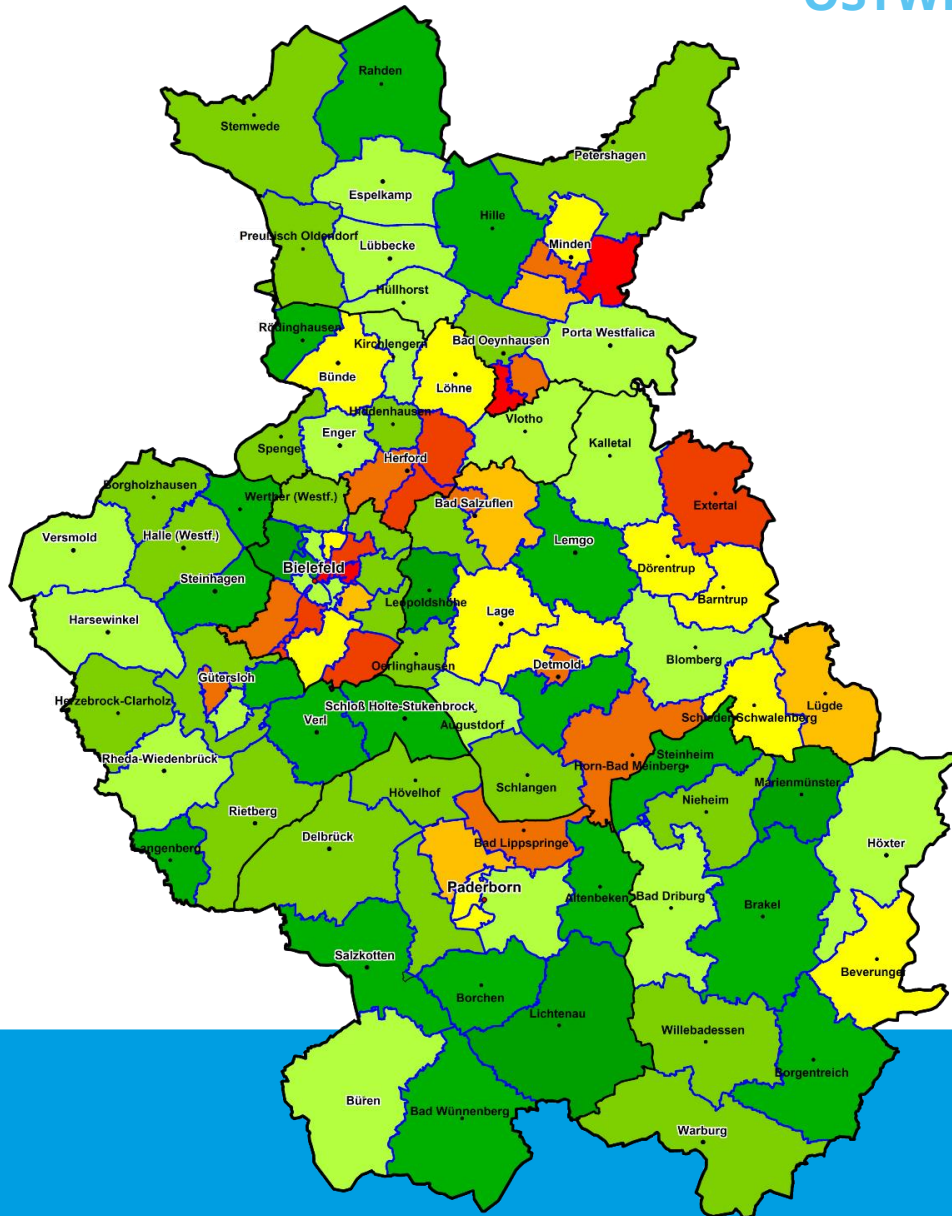 Rahden
Stemwede
Petershagen
Espelkamp
Hille
Preußisch Oldendorf
Minden
Lübbecke
Hüllhorst
Rödinghausen
Kirchlengern
Bad Oeynhausen
Porta Westfalica
Bünde
Löhne
Hiddenhausen
Enger
Vlotho
Kalletal
Spenge
Herford
Borgholzhausen
Werther (Westf.)
Bad Salzuflen
Extertal
Versmold
Halle (Westf.)
Lemgo
Bielefeld
Dörentrup
Steinhagen
Barntrup
Leopoldshöhe
Lage
Harsewinkel
Blomberg
Oerlinghausen
Detmold
Gütersloh
Herzebrock-Clarholz
Schloß Holte-Stukenbrock
Lügde
Verl
Augustdorf
Schieder-Schwalenberg
Steinheim
Rheda-Wiedenbrück
Horn-Bad Meinberg
Marienmünster
Hövelhof
Schlangen
Nieheim
Rietberg
Delbrück
Bad Lippspringe
Höxter
Paderborn
Altenbeken
Bad Driburg
Brakel
Salzkotten
Beverunge
Borchen
Lichtenau
Willebadessen
Borgentreich
Büren
Bad Wünnenberg
Warburg